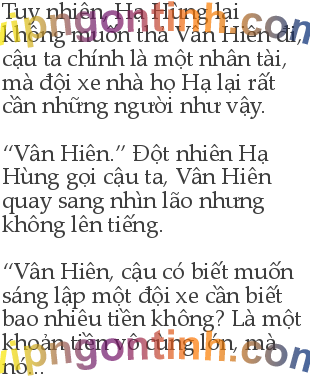 Tuy nhiên, Hạ Hùng lại
không muốn thả Vân Hiên đi,
cậu ta chính là một nhân tài,
mà đội xe nhà họ Hạ lại rất
cần những người như vậy.
“Vân Hiên.” Đột nhiên Hạ
Hùng gọi cậu ta, Vân Hiên
quay sang nhìn lão nhưng
không lên tiếng.
“Vân Hiên, cậu có biết muốn
sáng lập một đội xe cần biết
bao nhiêu tiền không? Là một
khoản tiền vô cùng lớn, mà
nó...
npngontinh.com
npngontinh.com